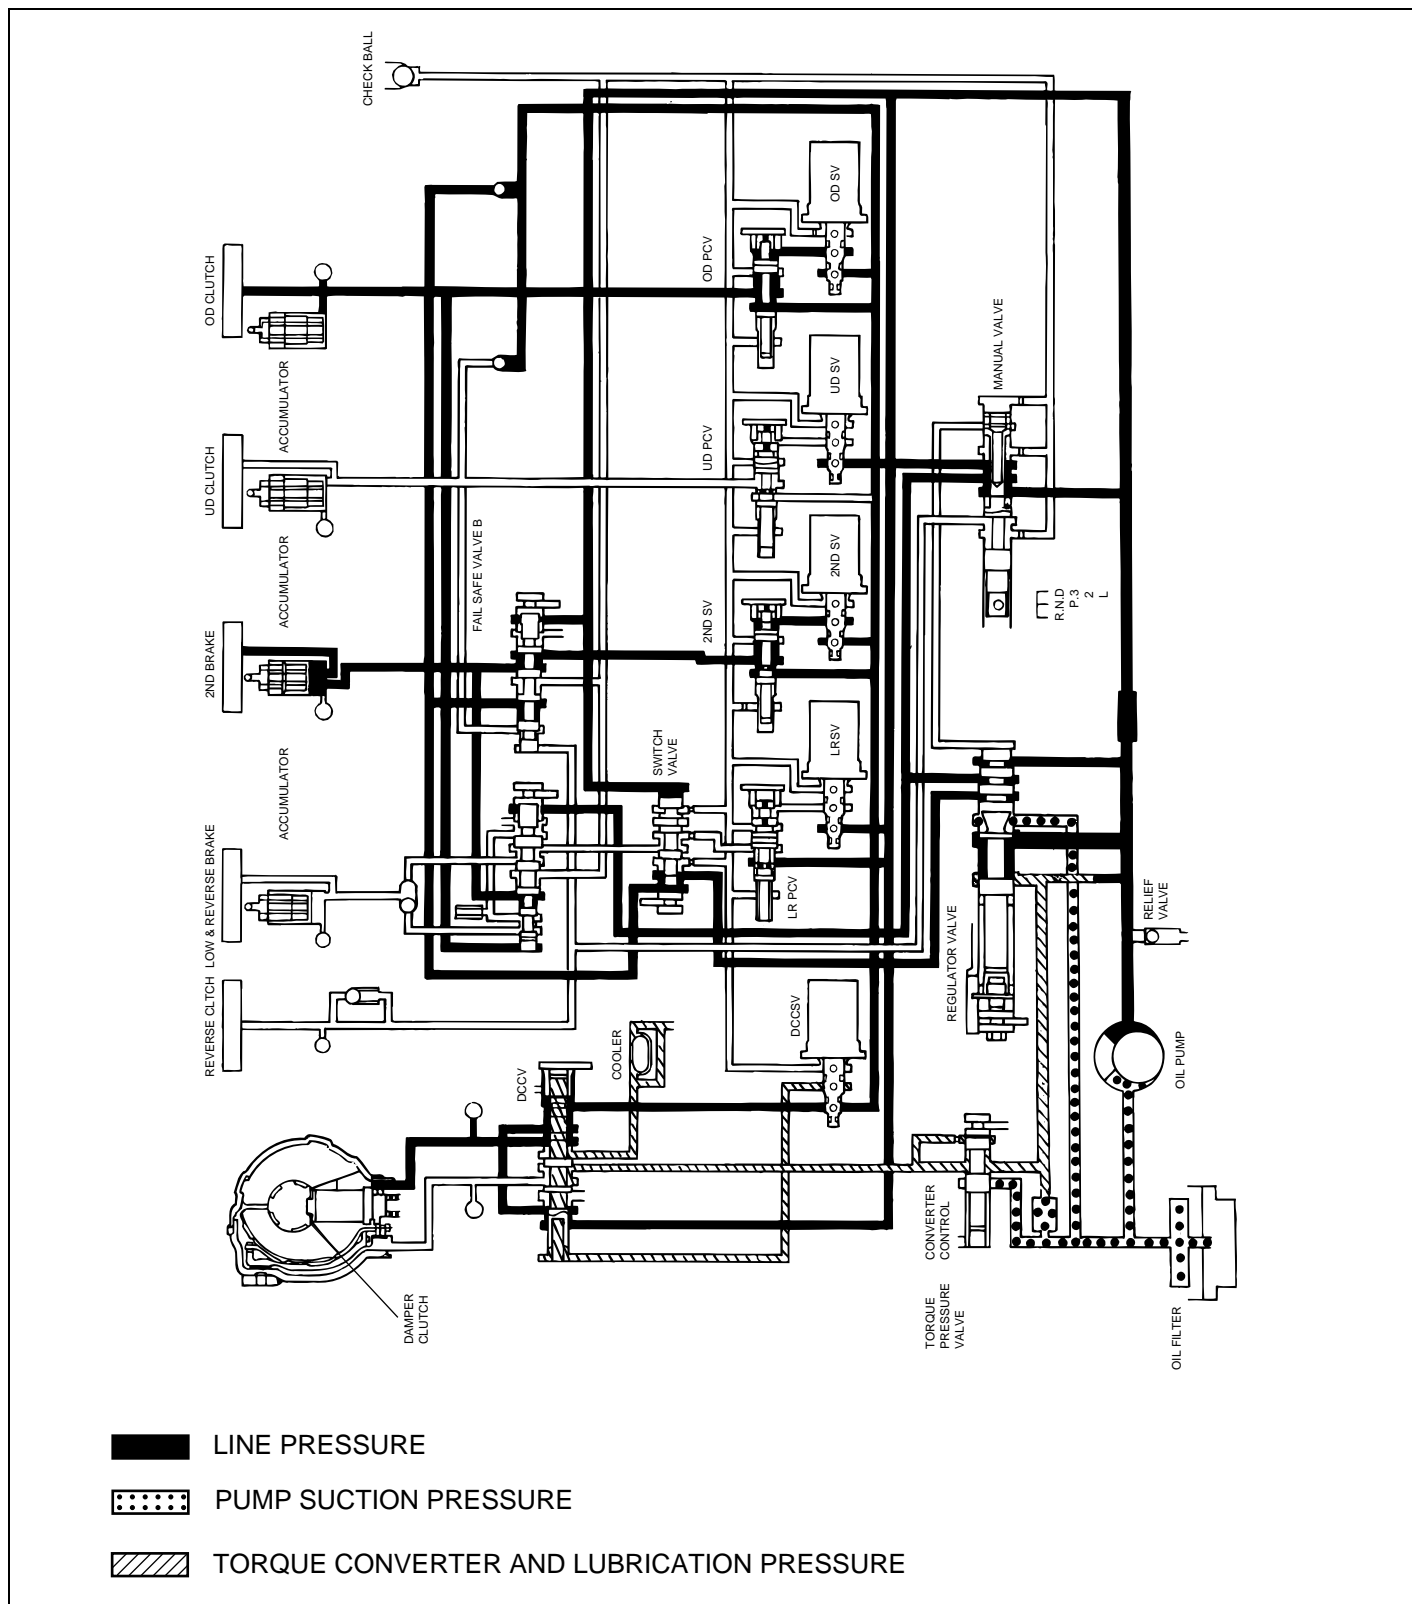 CHECK BALL
OD CLUTCH
ACCUMULATOR
UD CLUTCH
ACCUMULATOR
2ND BRAKE
ACCUMULATOR
LOW & REVERSE BRAKE
REVERSE CLTCH
FAIL SAFE VALVE B
SWITCH
VALVE
OD PCV
UD PCV
2ND SV
LR PCV
OD SV
UD SV
2ND SV
LRSV
DCCSV
MANUAL VALVE
R.N.D
P.3
2
L
REGULATOR VALVE
RELIEF
VALVE
OIL PUMP
OIL FILTER
DCCV
COOLER
DAMPER
CLUTCH
CONVERTER
CONTROL
TORQUE
PRESSURE
VALVE
LINE PRESSURE
PUMP SUCTION PRESSURE
TORQUE CONVERTER AND LUBRICATION PRESSURE